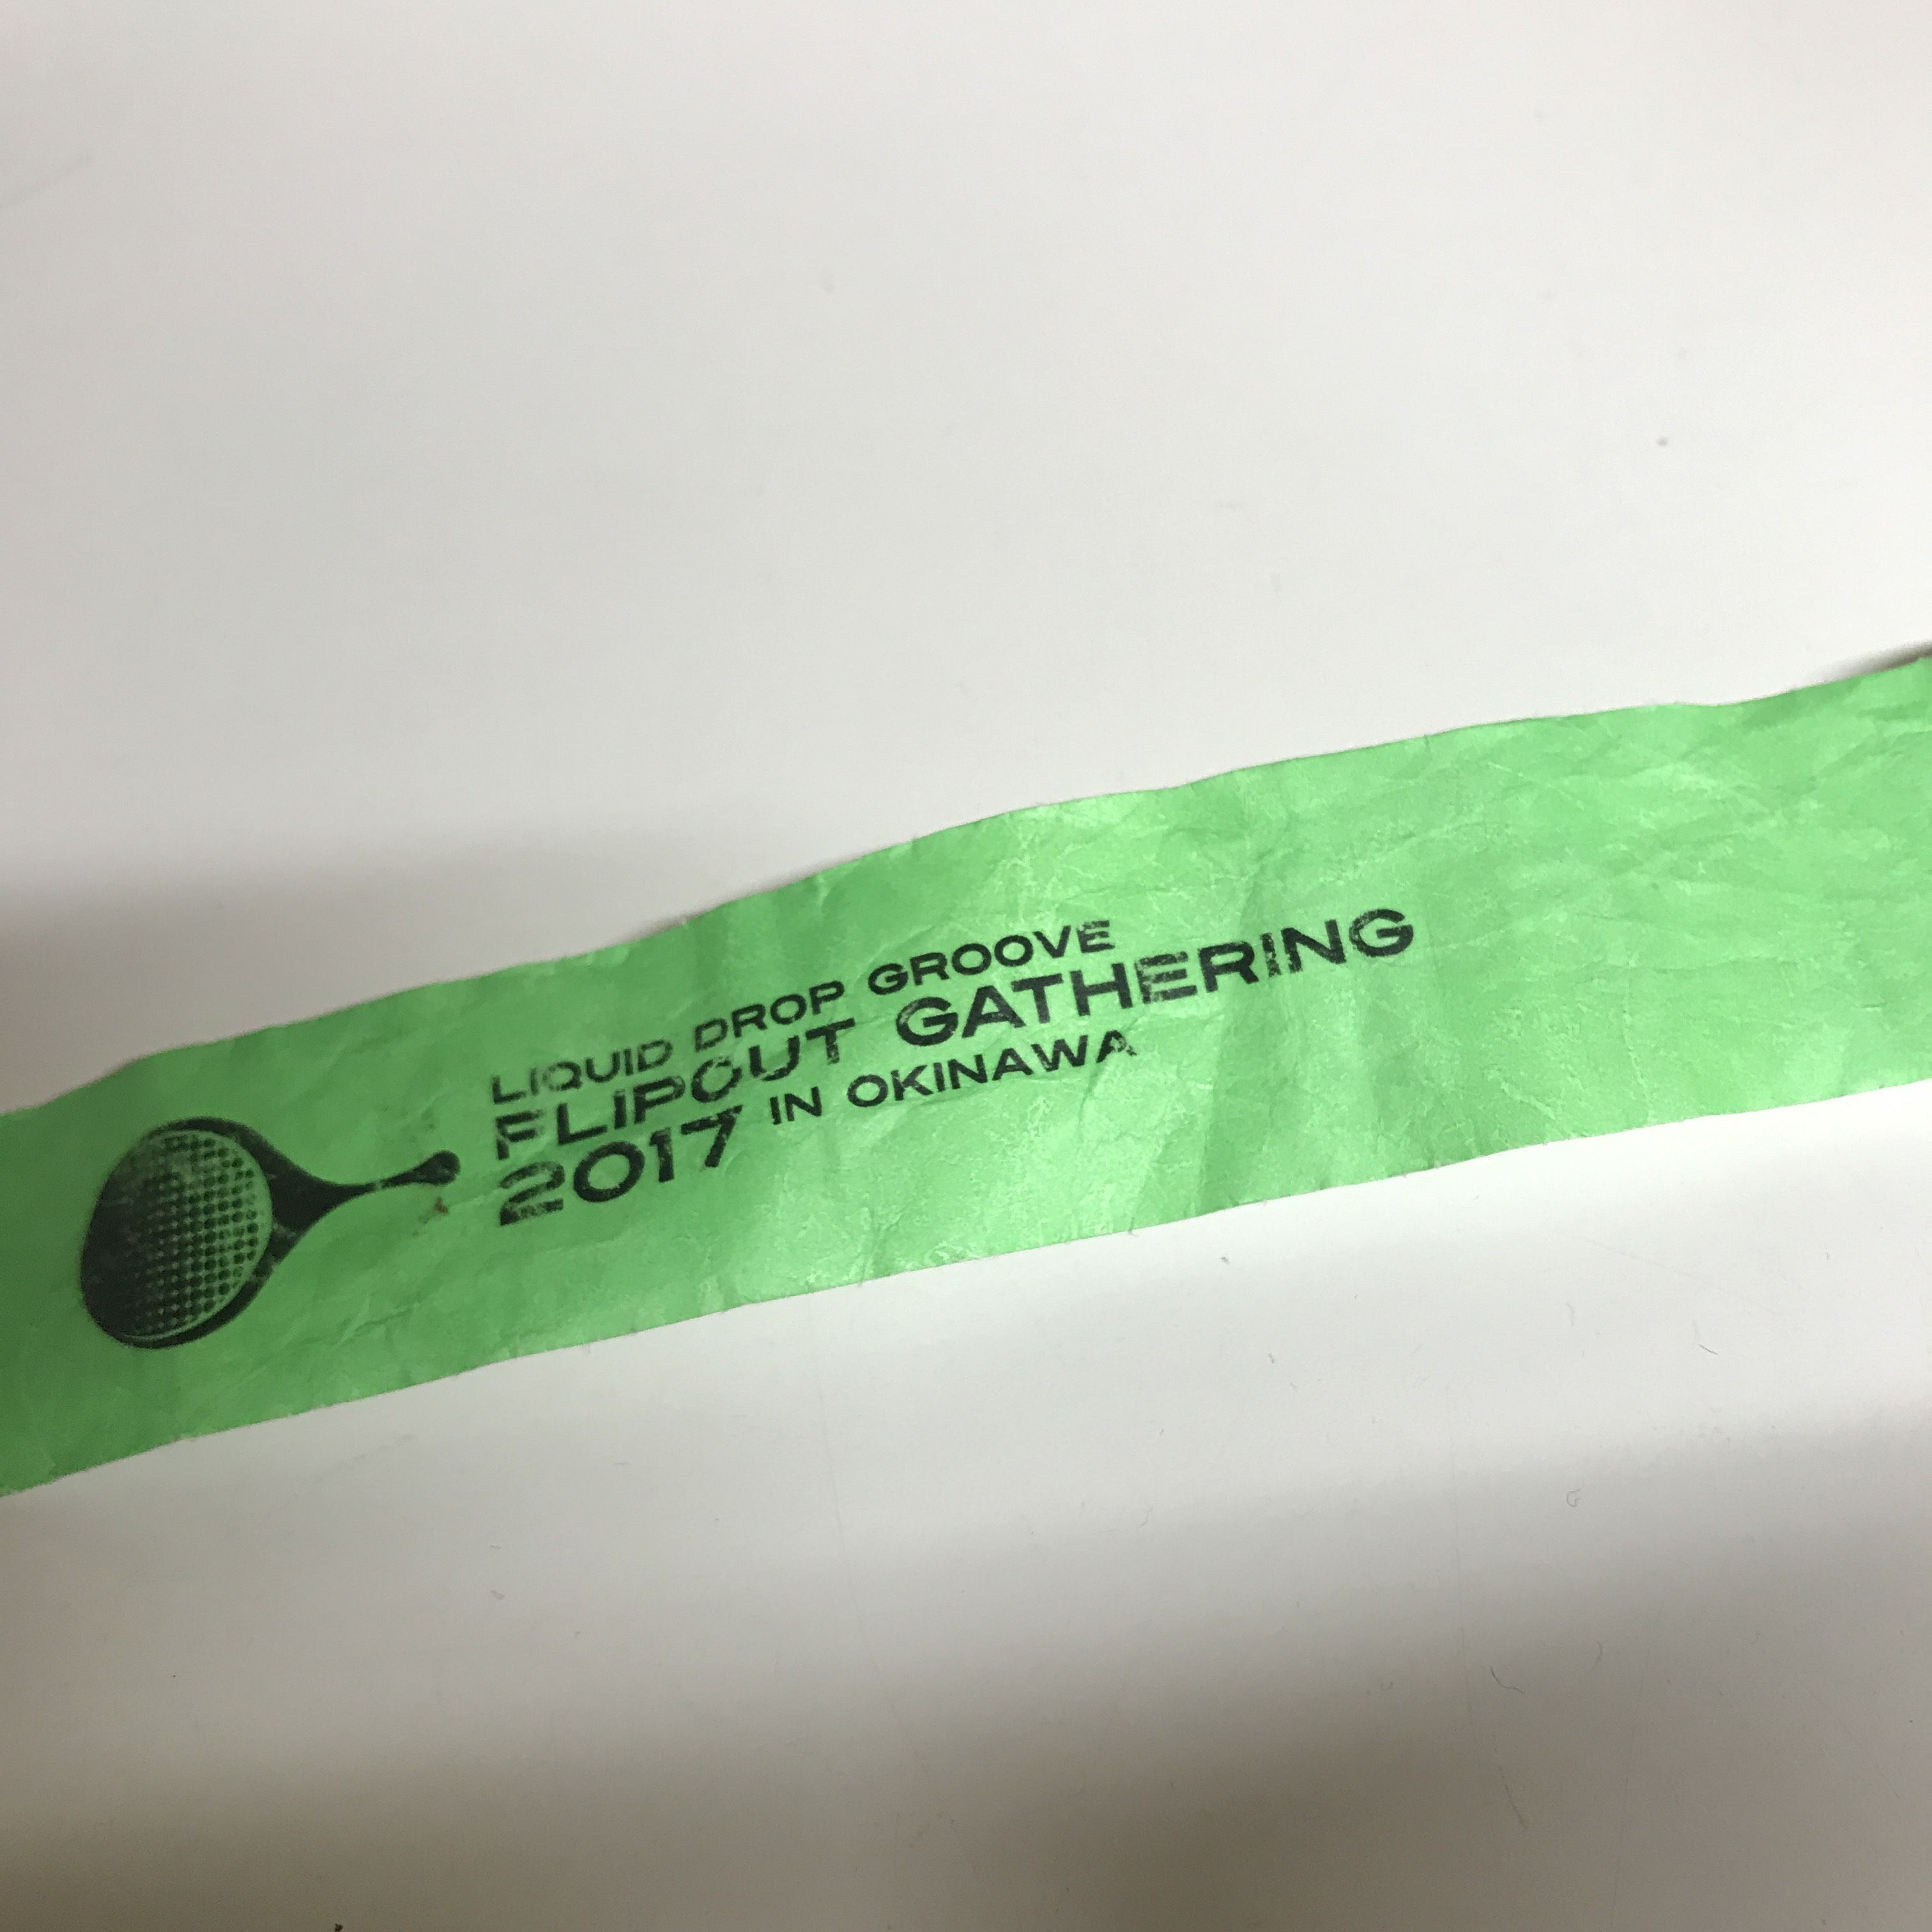 LIQUID DROP GROOVE
FLIPOUT GATHERING
2017 IN OKINAWA